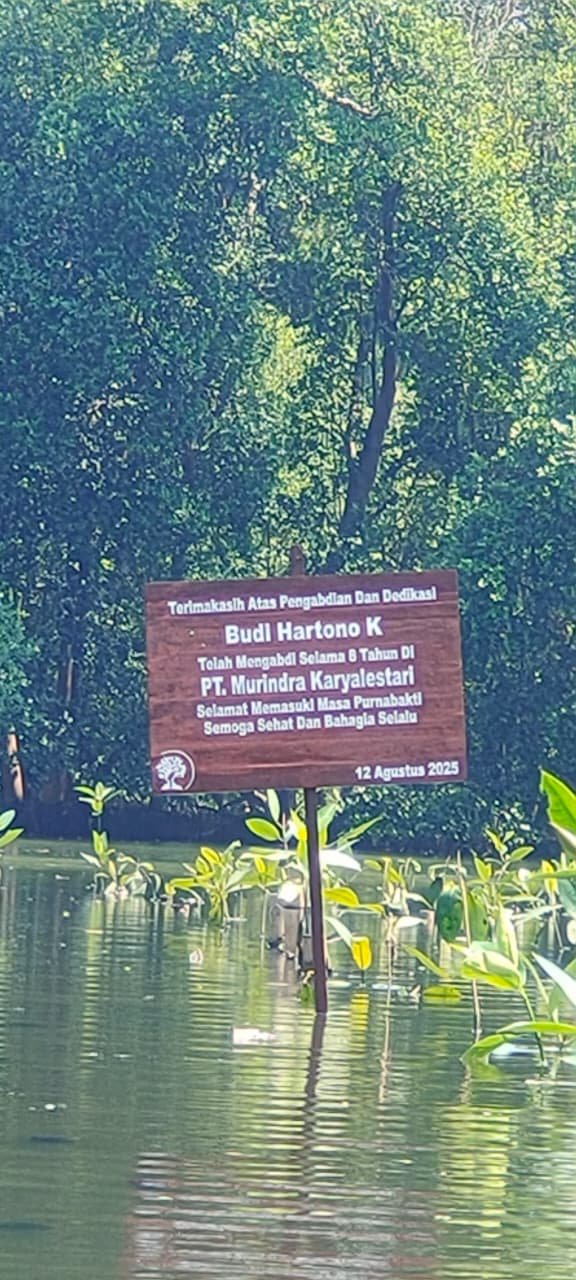 Terimakasih Atas Pengabdian Dan Dedikasi
Budi Hartono K
Telah Mengabdi Selama 8 Tahun Di
PT. Murindra Karyalestari
Selamat Memasuki Masa Purnabakti
Semoga Sehat Dan Bahagia Selalu
12 Agustus 2025